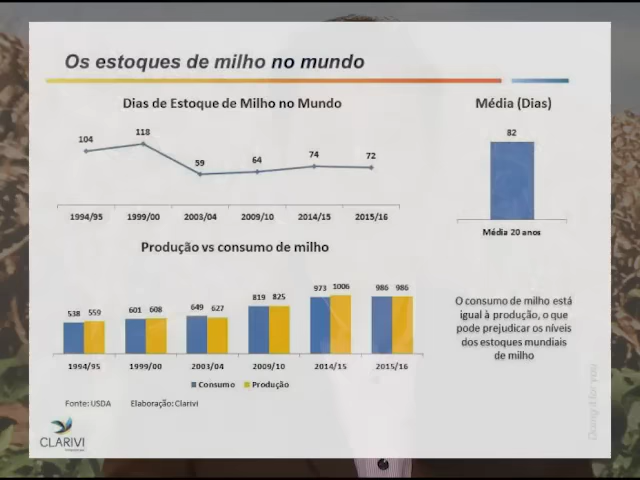 Os estoques de milho no mundo
Dias de Estoque de Milho no Mundo
104 118 59 64 74 72
1994/95 1999/00 2003/04 2009/10 2014/15 2015/16
Média (Dias)
82
Média 20 anos
Produção vs consumo de milho
538 559 601 608 649 627 819 825 973 1006 986 986
1994/95 1999/00 2003/04 2009/10 2014/15 2015/16
Consumo Produção
O consumo de milho está
igual à produção, o que
pode prejudicar os níveis
dos estoques mundiais
de milho
Fonte: USDA Elaboração: Clarivi
CLARIVI
Doing it for you